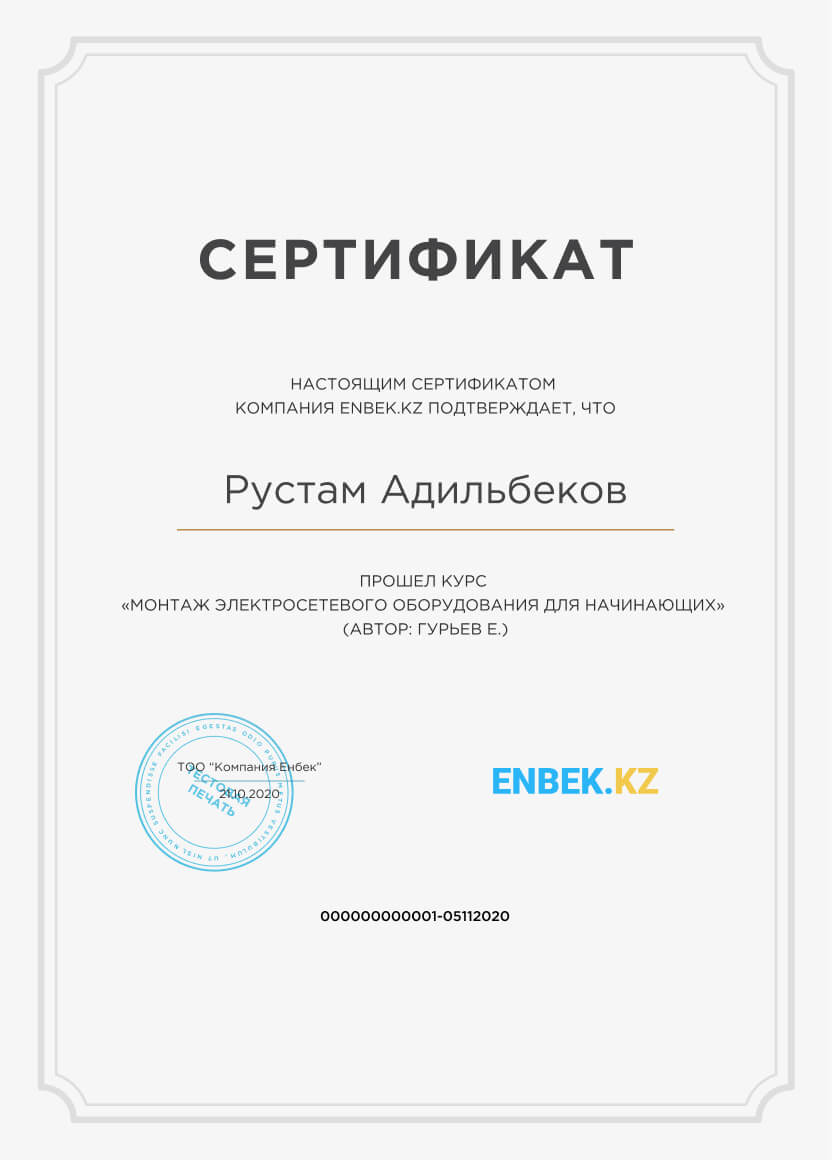 СЕРТИФИКАТ
НАСТОЯЩИМ СЕРТИФИКАТОМ
КОМПАНИЯ ENBEK.KZ ПОДТВЕРЖДАЕТ, ЧТО
Рустам Адильбеков
ПРОШЕЛ КУРС
«МОНТАЖ ЭЛЕКТРОСЕТЕВОГО ОБОРУДОВАНИЯ ДЛЯ НАЧИНАЮЩИХ»
(АВТОР: ГУРЬЕВ Е.)
ТОО "Компания Енбек"
21.10.2020
ТЕСТОВАЯ
ПЕЧАТЬ
UT NISL NUNC SUSPENDISSE FACILISI EGESTAS ODIO PURUS METUS VESTIBULUM.
ENBEK.KZ
000000000001-05112020